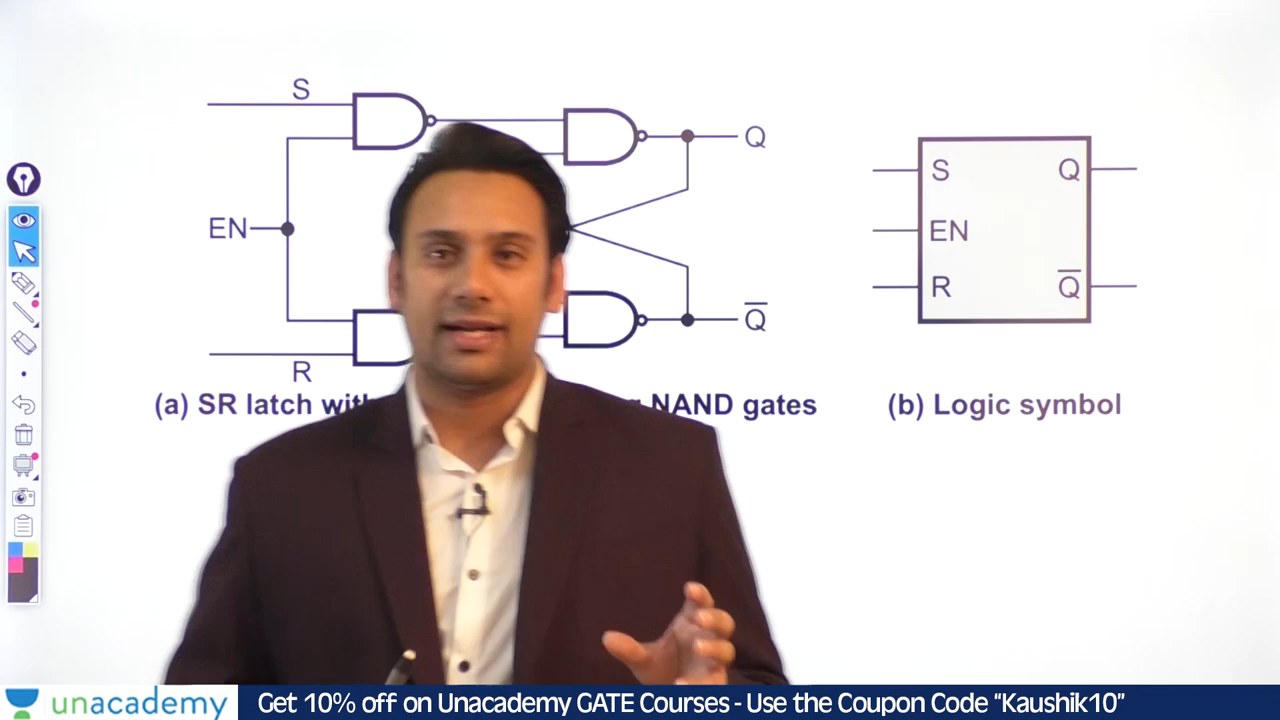 S
Q
EN
Q
R
(a) SR latch NAND gates
S Q
EN
R Q
(b) Logic symbol
unacademy
Get 10% off on Unacademy GATE Courses - Use the Coupon Code “Kaushik10”